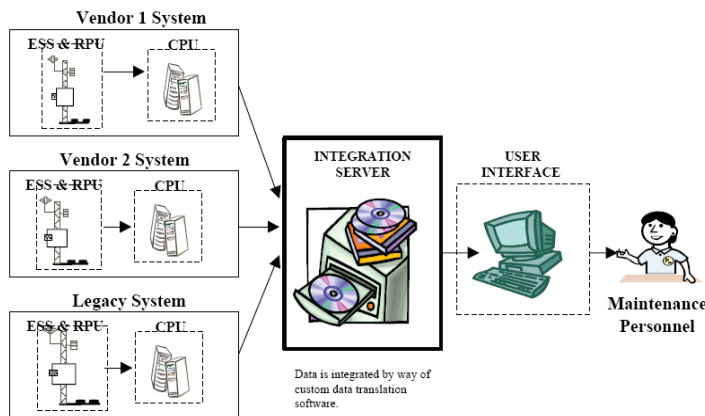 Vendor 1 System
ESS & RPU
CPU
Vendor 2 System
ESS & RPU
CPU
Legacy System
ESS & RPU
CPU
INTEGRATION
SERVER
Data is integrated by way of
custom data translation
software.
USER
INTERFACE
Maintenance
Personnel